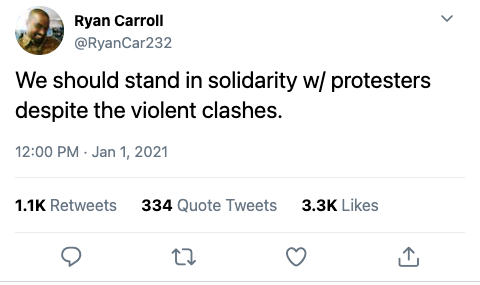 Ryan Carroll
@RyanCar232
We should stand in solidarity w/ protesters
despite the violent clashes.
12:00 PM · Jan 1, 2021
1.1K Retweets 334 Quote Tweets 3.3K Likes